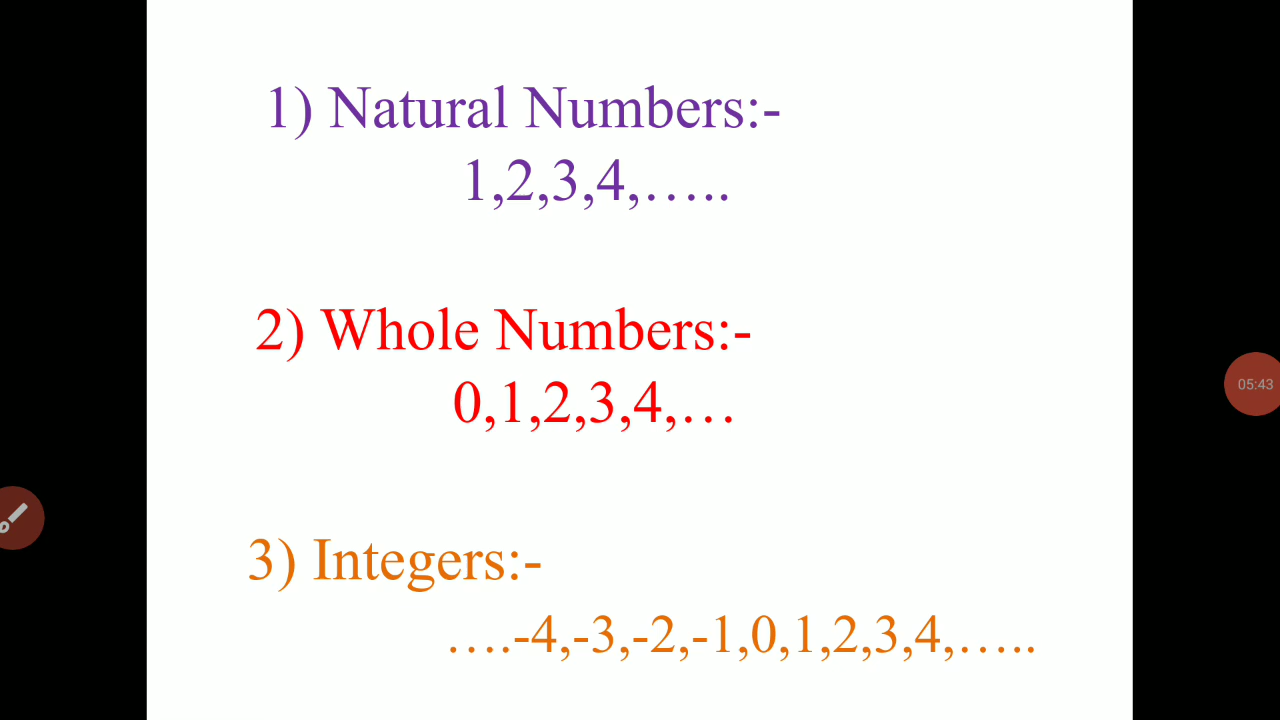 1) Natural Numbers:-
1,2,3,4,…..
2) Whole Numbers:-
0,1,2,3,4,…
05:43
3) Integers:-
….-4,-3,-2,-1,0,1,2,3,4,…..